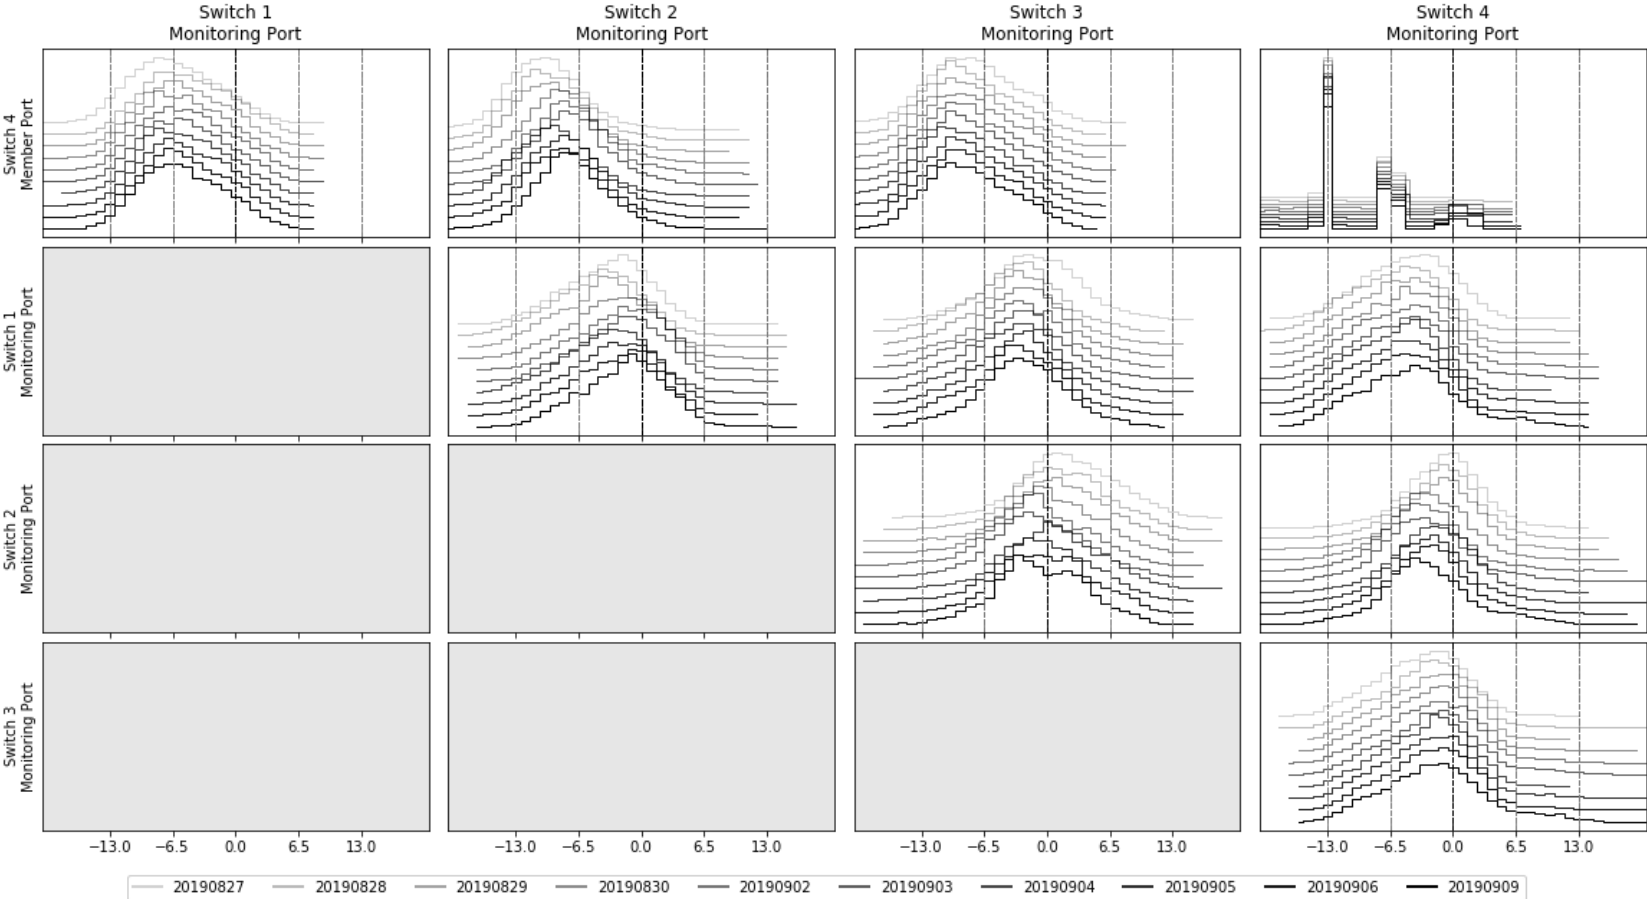 Switch 1
Monitoring Port
Switch 2
Monitoring Port
Switch 3
Monitoring Port
Switch 4
Monitoring Port
Switch 4
Member Port
Switch 1
Monitoring Port
Switch 2
Monitoring Port
Switch 3
Monitoring Port
−13.0 −6.5 0.0 6.5 13.0
−13.0 −6.5 0.0 6.5 13.0
−13.0 −6.5 0.0 6.5 13.0
−13.0 −6.5 0.0 6.5 13.0
20190827 20190828 20190829 20190830 20190902 20190903 20190904 20190905 20190906 20190909